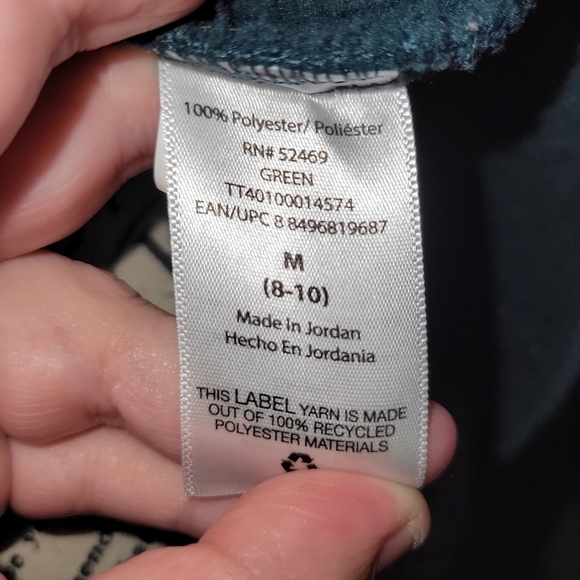 100% Polyester/ Poliéster
RN# 52469
GREEN
TT40100014574
EAN/UPC 8 8496819687
M
(8-10)
Made In Jordan
Hecho En Jordania
THIS LABEL YARN IS MADE
OUT OF 100% RECYCLED
POLYESTER MATERIALS